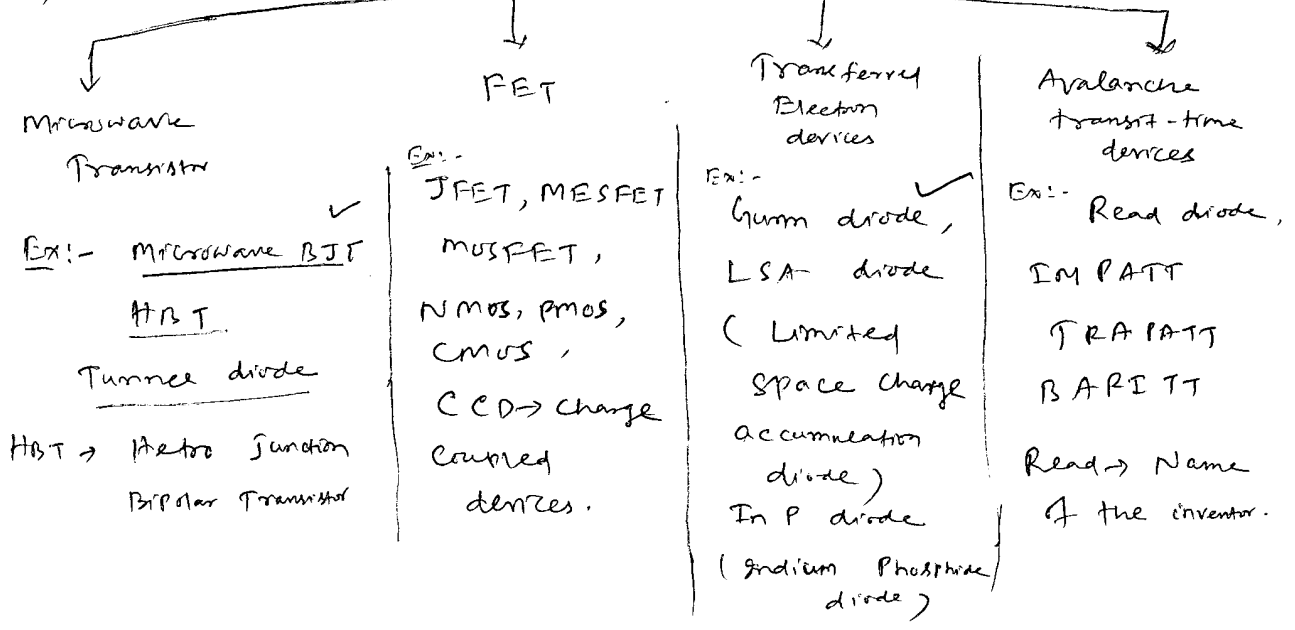 Microwave
Transistor
Ex:- Microwave BJT
HBT
Tunnel diode
HBT → Hetro junction
Bipolar Transistor
FET
Ex:-
JFET, MESFET
MOSFET,
NMOS, PMOS,
CMOS,
CCD → Charge
Coupled
devices.
Transferred
Electron
devices
Ex:-
Gunn diode,
LSA diode
( Limited
Space Charge
accumulation
diode)
In P diode
(Indium Phosphide
diode)
Avalanche
transit-time
devices
Ex:- Read diode,
IMPATT
TRAPATT
BARITT
Read → Name
of the inventor.